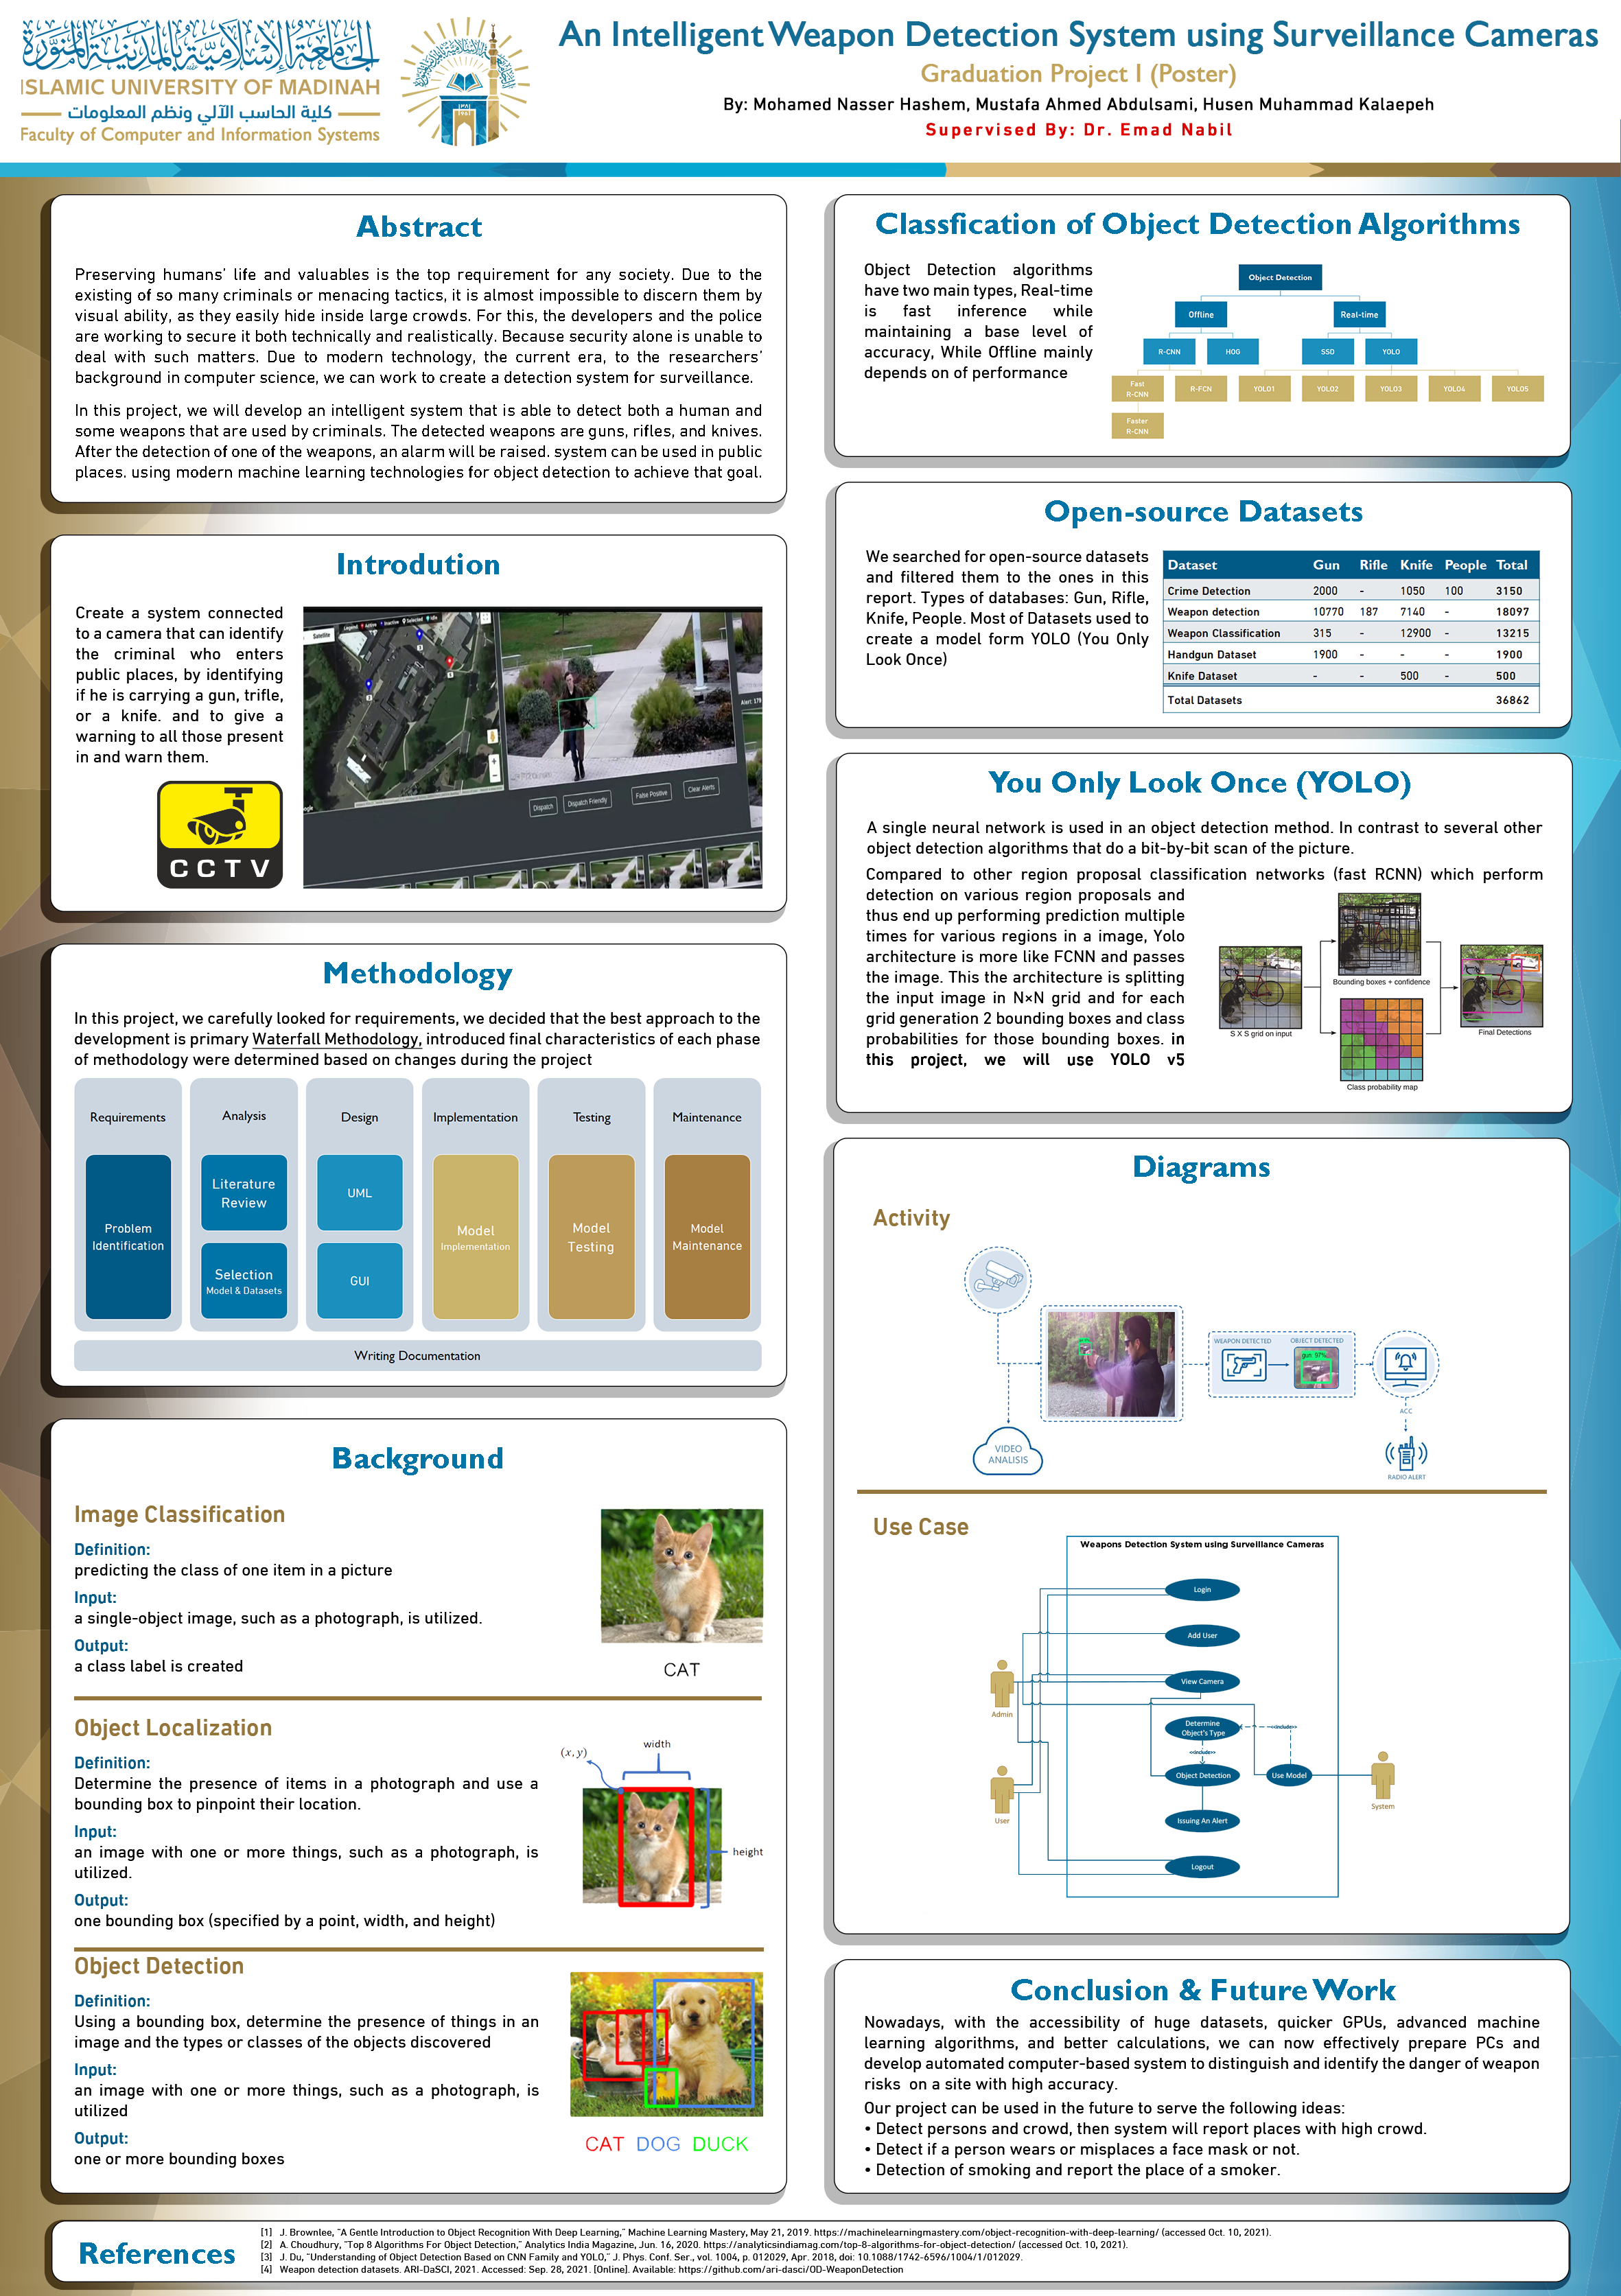 الجامعة الإسلامية بالمدينة المنورة
ISLAMIC UNIVERSITY OF MADINAH
كلية الحاسب الآلي ونظم المعلومات
Faculty of Computer and Information Systems
An Intelligent Weapon Detection System using Surveillance Cameras
Graduation Project I (Poster)
By: Mohamed Nasser Hashem, Mustafa Ahmed Abdulsami, Husen Muhammad Kalaepeh
Supervised By: Dr. Emad Nabil
Abstract
Preserving humans' life and valuables is the top requirement for any society. Due to the
existing of so many criminals or menacing tactics, it is almost impossible to discern them by
visual ability, as they easily hide inside large crowds. For this, the developers and the police
are working to secure it both technically and realistically. Because security alone is unable to
deal with such matters. Due to modern technology, the current era, to the researchers'
background in computer science, we can work to create a detection system for surveillance.
In this project, we will develop an intelligent system that is able to detect both a human and
some weapons that are used by criminals. The detected weapons are guns, rifles, and knives.
After the detection of one of the weapons, an alarm will be raised. system can be used in public
places. using modern machine learning technologies for object detection to achieve that goal.
Introdution
Create a system connected
to a camera that can identify
the criminal who enters
public places, by identifying
if he is carrying a gun, trifle,
or a knife. and to give a
warning to all those present
in and warn them.
CCTV
Satellite
Legend Active Inactive Selected Idle
Dispatch
Dispatch Friendly
False Positive
Clear Alerts
Methodology
In this project, we carefully looked for requirements, we decided that the best approach to the
development is primary Waterfall Methodology, introduced final characteristics of each phase
of methodology were determined based on changes during the project
Requirements
Analysis
Design
Implementation
Testing
Maintenance
Problem
Identification
Literature
Review
Selection
Model & Datasets
UML
GUI
Model
Implementation
Model
Testing
Model
Maintenance
Writing Documentation
Background
Image Classification
Definition:
predicting the class of one item in a picture
Input:
a single-object image, such as a photograph, is utilized.
Output:
a class label is created
CAT
Object Localization
Definition:
Determine the presence of items in a photograph and use a
bounding box to pinpoint their location.
Input:
an image with one or more things, such as a photograph, is
utilized.
Output:
one bounding box (specified by a point, width, and height)
(x, y)
width
height
Object Detection
Definition:
Using a bounding box, determine the presence of things in an
image and the types or classes of the objects discovered
Input:
an image with one or more things, such as a photograph, is
utilized
Output:
one or more bounding boxes
CAT DOG DUCK
Classfication of Object Detection Algorithms
Object Detection algorithms
have two main types, Real-time
is fast inference while
maintaining a base level of
accuracy, While Offline mainly
depends on of performance
Object Detection
Offline
Real-time
R-CNN
HOG
SSD
YOLO
Fast
R-CNN
R-FCN
YOLO1
YOLO2
YOLO3
YOLO4
YOLO5
Faster
R-CNN
Open-source Datasets
We searched for open-source datasets
and filtered them to the ones in this
report. Types of databases: Gun, Rifle,
Knife, People. Most of Datasets used to
create a model form YOLO (You Only
Look Once)
Dataset Gun Rifle Knife People Total
Crime Detection 2000 - 1050 100 3150
Weapon detection 10770 187 7140 - 18097
Weapon Classification 315 - 12900 - 13215
Handgun Dataset 1900 - - - 1900
Knife Dataset - - 500 - 500
Total Datasets 36862
You Only Look Once (YOLO)
A single neural network is used in an object detection method. In contrast to several other
object detection algorithms that do a bit-by-bit scan of the picture.
Compared to other region proposal classification networks (fast RCNN) which perform
detection on various region proposals and
thus end up performing prediction multiple
times for various regions in a image, Yolo
architecture is more like FCNN and passes
the image. This the architecture is splitting
the input image in N×N grid and for each
grid generation 2 bounding boxes and class
probabilities for those bounding boxes. in
this project, we will use YOLO v5
S X S grid on input
Bounding boxes + confidence
Class probability map
Final Detections
Diagrams
Activity
VIDEO
ANALISIS
WEAPON DETECTED
OBJECT DETECTED
gun: 97%
ACC
RADIO ALERT
Use Case
Weapons Detection System using Surveillance Cameras
Login
Add User
View Camera
Determine
Object's Type
<<include>>
<<include>>
Object Detection
Use Model
Issuing An Alert
Logout
Admin
User
System
Conclusion & Future Work
Nowadays, with the accessibility of huge datasets, quicker GPUs, advanced machine
learning algorithms, and better calculations, we can now effectively prepare PCs and
develop automated computer-based system to distinguish and identify the danger of weapon
risks on a site with high accuracy.
Our project can be used in the future to serve the following ideas:
• Detect persons and crowd, then system will report places with high crowd.
• Detect if a person wears or misplaces a face mask or not.
• Detection of smoking and report the place of a smoker.
References
[1] J. Brownlee, "A Gentle Introduction to Object Recognition With Deep Learning," Machine Learning Mastery, May 21, 2019. https://machinelearningmastery.com/object-recognition-with-deep-learning/ (accessed Oct. 10, 2021).
[2] A. Choudhury, "Top 8 Algorithms For Object Detection," Analytics India Magazine, Jun. 16, 2020. https://analyticsindiamag.com/top-8-algorithms-for-object-detection/ (accessed Oct. 10, 2021).
[3] J. Du, "Understanding of Object Detection Based on CNN Family and YOLO," J. Phys. Conf. Ser., vol. 1004, p. 012029, Apr. 2018, doi: 10.1088/1742-6596/1004/1/012029.
[4] Weapon detection datasets. ARI-DaSCI, 2021. Accessed: Sep. 28, 2021. [Online]. Available: https://github.com/ari-dasci/OD-WeaponDetection